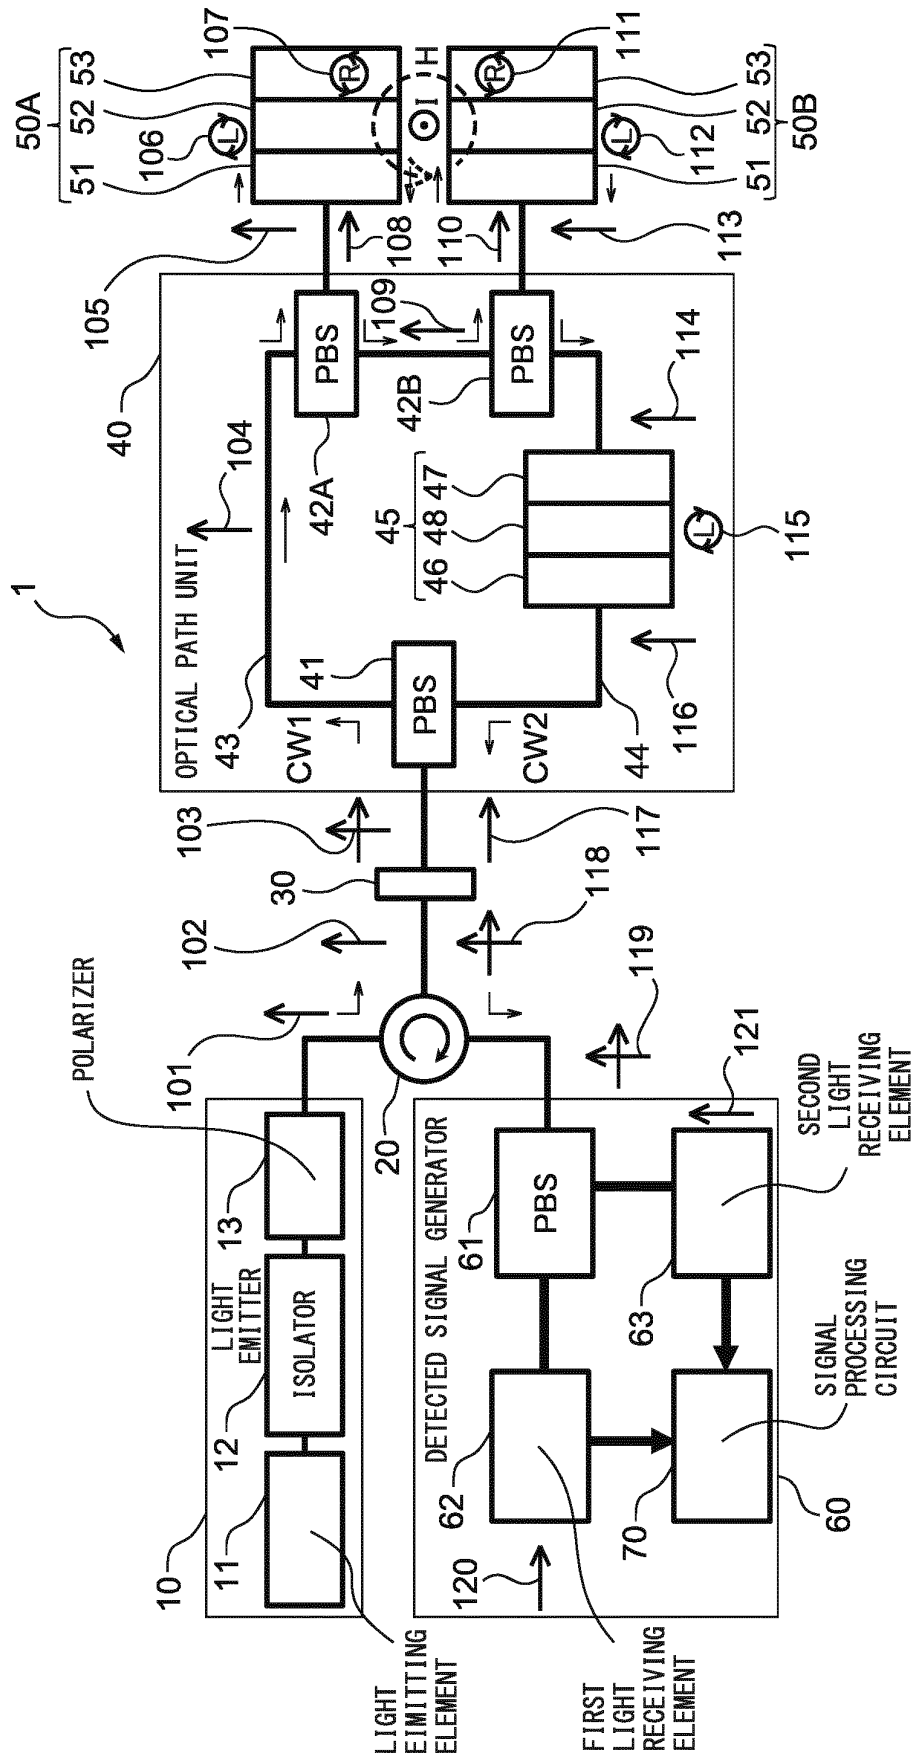 1
10
LIGHT
EMITTER
11
12
13
ISOLATOR
LIGHT
EIMITTING
ELEMENT
POLARIZER
101
102
103
20
30
40
OPTICAL PATH UNIT
104
105
43
41
PBS
CW1
CW2
44
42A
PBS
42B
PBS
45
46
48
47
109
114
L
115
116
117
118
119
50A
51
52
53
106
L
107
R
108
H
I
110
R
111
50B
51
52
53
L
112
113
DETECTED SIGNAL GENERATOR
61
PBS
62
63
60
70
120
121
FIRST
LIGHT
RECEIVING
ELEMENT
SECOND
LIGHT
RECEIVING
ELEMENT
SIGNAL
PROCESSING
CIRCUIT